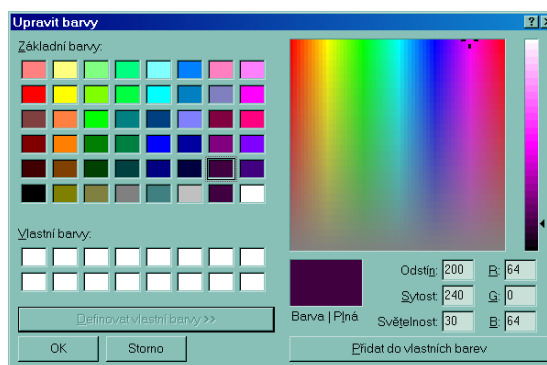 Upravit barvy
Základní barvy:
Vlastní barvy:
Definovat vlastní barvy >>
OK
Storno
Barva | Plná
Odstín: 200
Sytost: 240
Světelnost: 30
R: 64
G: 0
B: 64
Přidat do vlastních barev